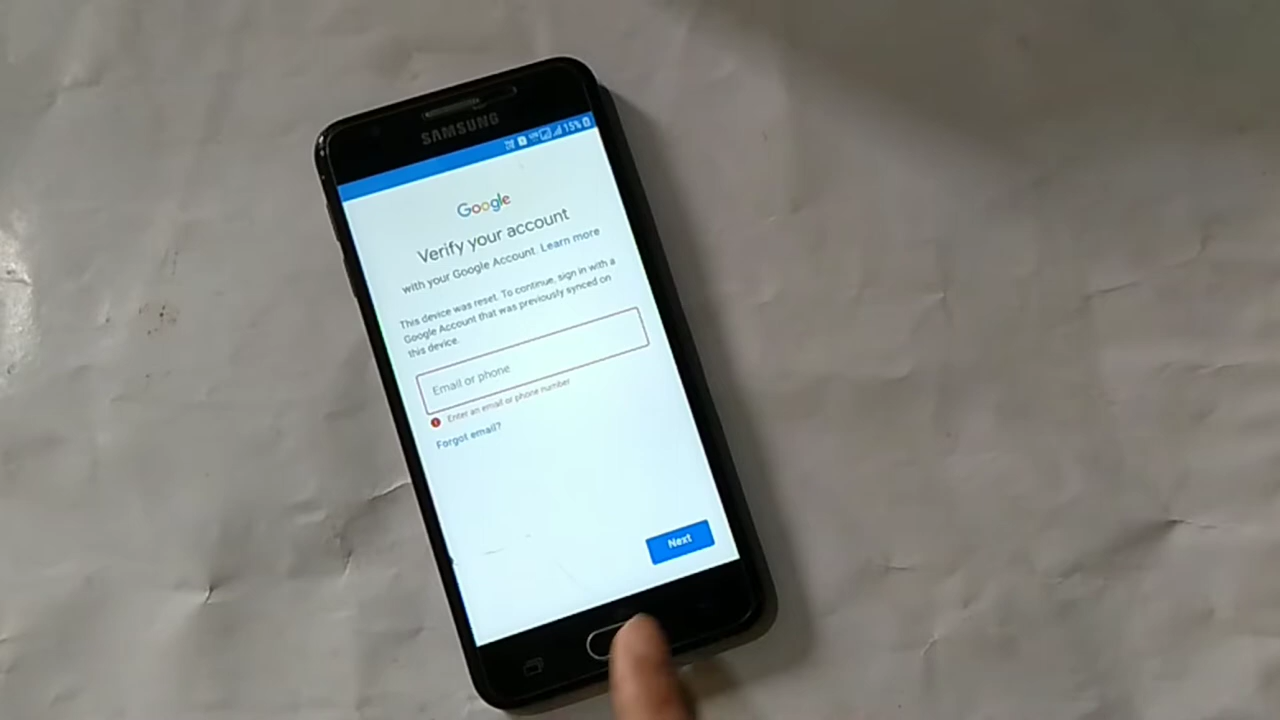 SAMSUNG
15%
Google
Verify your account
with your Google Account. Learn more
This device was reset. To continue, sign in with a
Google Account that was previously synced on
this device.
Email or phone
Enter an email or phone number
Forgot email?
Next